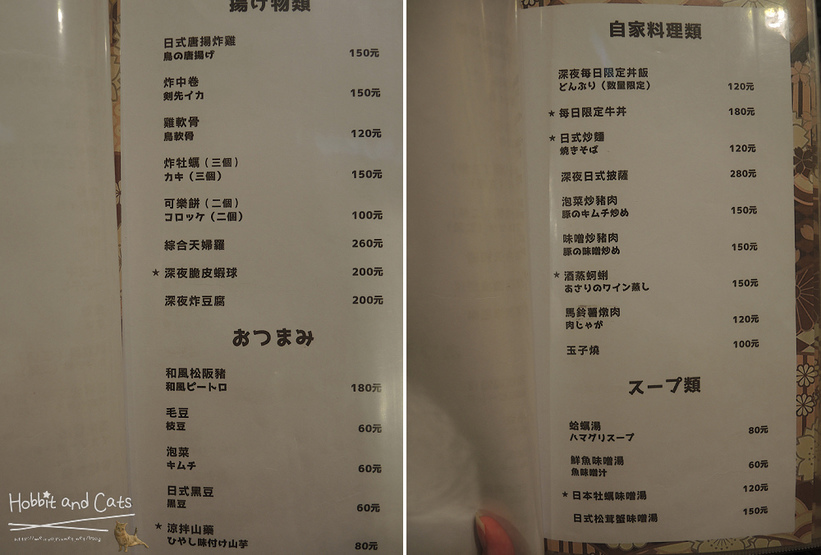 揚げ物類
日式唐揚炸雞
鳥の唐揚げ 150元
炸中卷
剣先イカ 150元
雞軟骨
鳥軟骨 120元
炸牡蠣（三個）
カキ（三個） 150元
可樂餅（二個）
コロッケ（二個） 100元
綜合天婦羅 260元
★ 深夜脆皮蝦球 200元
深夜炸豆腐 200元
おつまみ
和風松阪豬
和風ピートロ 180元
毛豆
枝豆 60元
泡菜
キムチ 60元
日式黒豆
黒豆 60元
★ 涼拌山藥
ひやし味付け山芋 80元
Hobbit and Cats
自家料理類
深夜每日限定丼飯
どんぶり（数量限定） 120元
★ 每日限定牛丼 180元
★ 日式炒麵
焼きそば 120元
深夜日式披薩 280元
泡菜炒豬肉
豚のキムチ炒め 150元
味噌炒豬肉
豚の味噌炒め 150元
★ 酒蒸蚵蜊
あさりのワイン蒸し 150元
馬鈴薯燉肉
肉じゃが 120元
玉子燒 100元
スープ類
蛤蠣湯
ハマグリスープ 80元
鮮魚味噌湯
魚味噌汁 60元
★ 日本牡蠣味噌湯 120元
日式松茸蟹味噌湯 150元